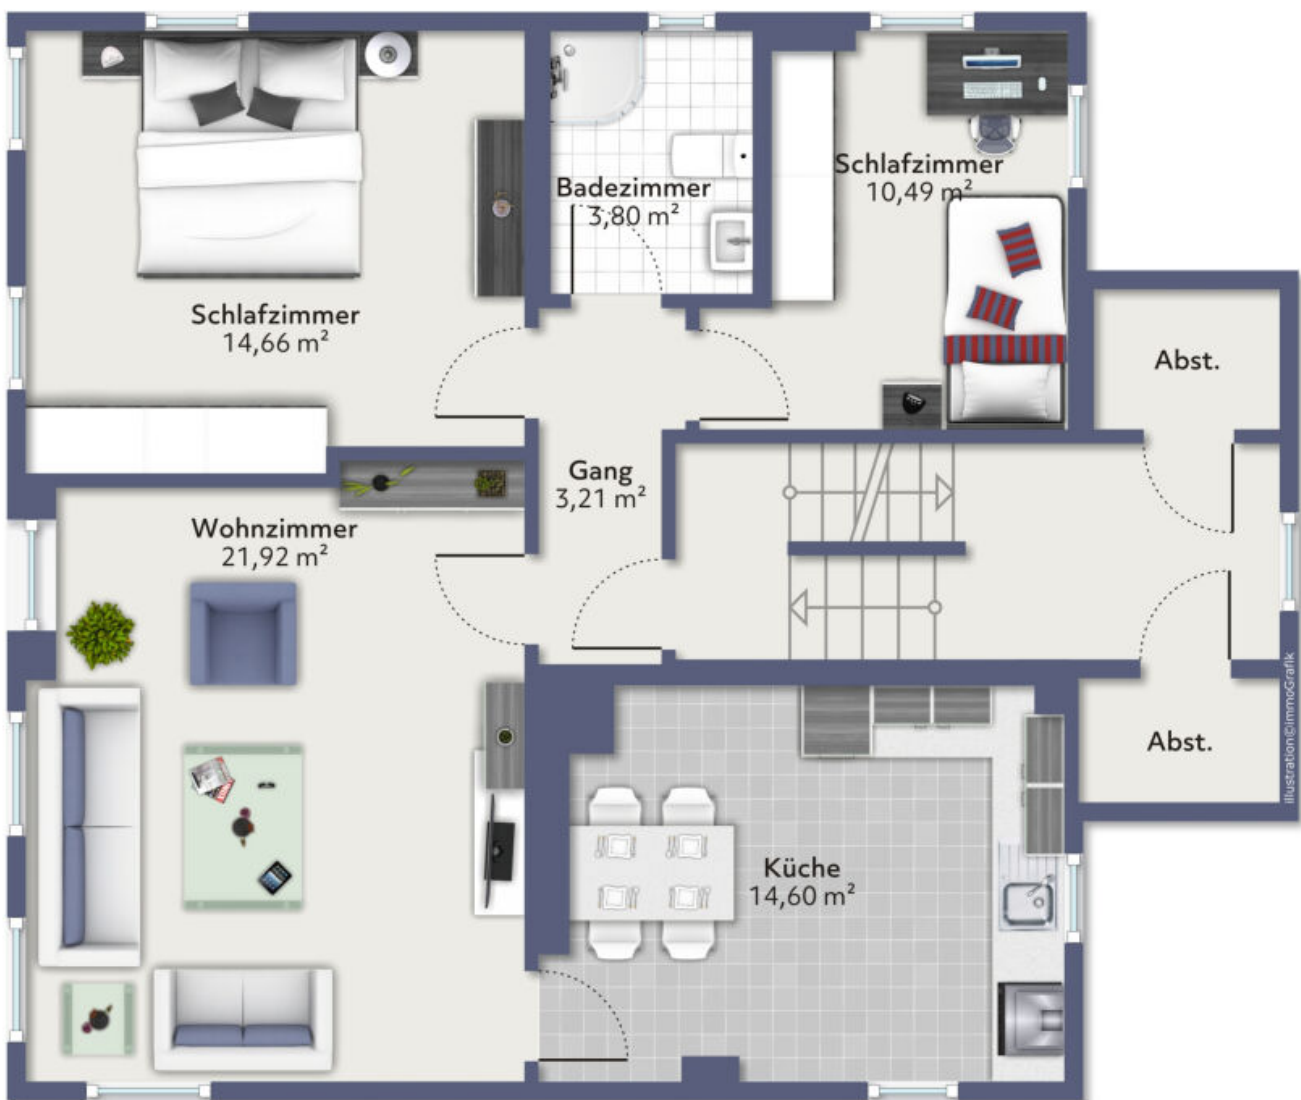 Badezimmer
3,80 m²
Schlafzimmer
10,49 m²
Schlafzimmer
14,66 m²
Abst.
Gang
3,21 m²
Wohnzimmer
21,92 m²
Abst.
Küche
14,60 m²
illustration©immoGrafik